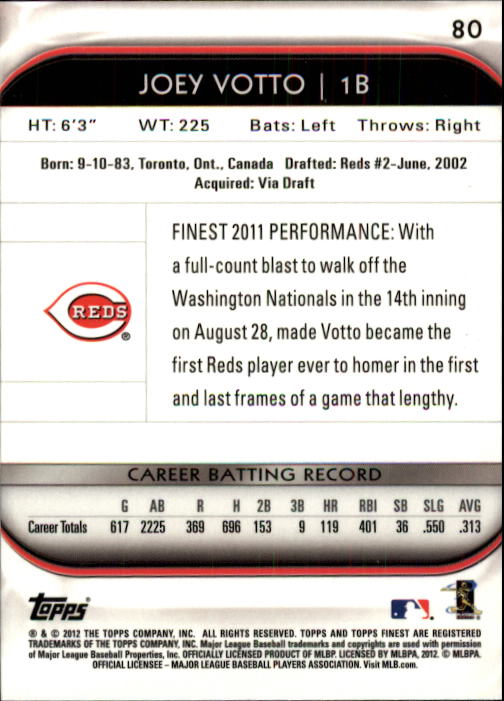 80
JOEY VOTTO | 1B
HT: 6'3" WT: 225 Bats: Left Throws: Right
Born: 9-10-83, Toronto, Ont., Canada Drafted: Reds #2-June, 2002
Acquired: Via Draft
FINEST 2011 PERFORMANCE: With
a full-count blast to walk off the
Washington Nationals in the 14th inning
on August 28, made Votto became the
first Reds player ever to homer in the first
and last frames of a game that lengthy.
REDS ®
CAREER BATTING RECORD
G AB R H 2B 3B HR RBI SB SLG AVG
Career Totals 617 2225 369 696 153 9 119 401 36 .550 .313
Topps
® & © 2012 THE TOPPS COMPANY, INC. ALL RIGHTS RESERVED. TOPPS AND TOPPS FINEST ARE REGISTERED
TRADEMARKS OF THE TOPPS COMPANY, INC. Major League Baseball trademarks and copyrights are used with permission
of Major League Baseball Properties, Inc. OFFICIALLY LICENSED PRODUCT OF MLBP. LICENSED BY MLBPA, 2012. © MLBPA.
OFFICIAL LICENSEE – MAJOR LEAGUE BASEBALL PLAYERS ASSOCIATION. Visit MLB.com.